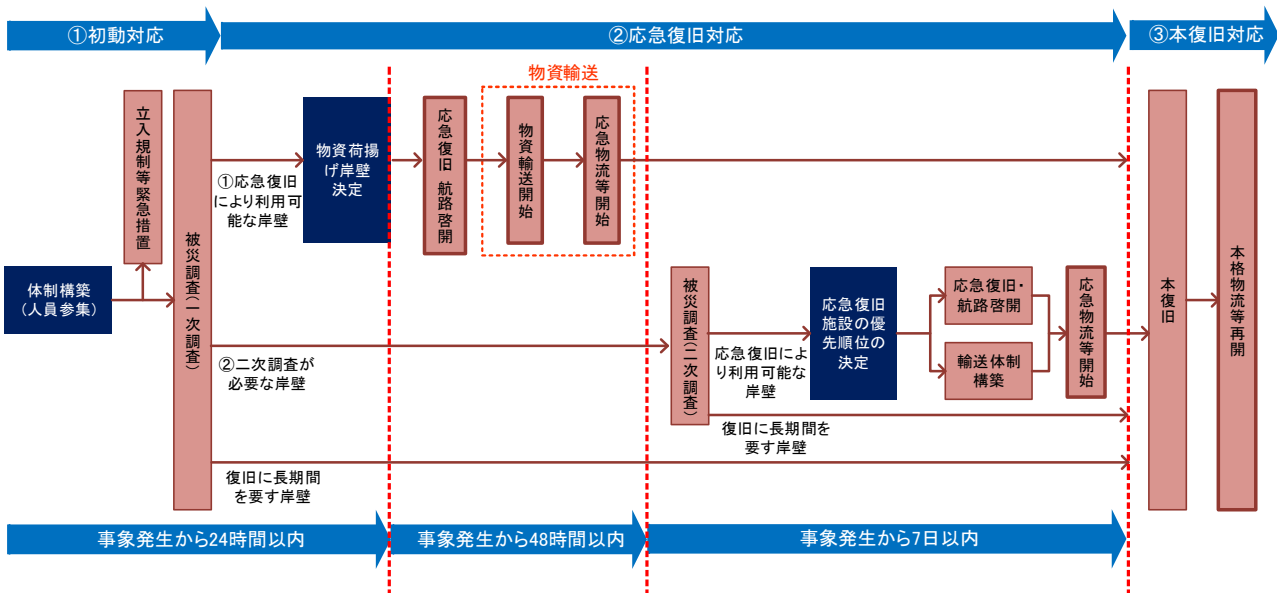 ①初動対応
②応急復旧対応
③本復旧対応
物資輸送
立入規制等緊急措置
被災調査(一次調査)
体制構築
(人員参集)
①応急復旧
により利用可
能な岸壁
物資荷揚
げ岸壁
決定
応急復旧 航路啓開
物資輸送開始
応急物流等開始
②二次調査が
必要な岸壁
被災調査(二次調査)
応急復旧によ
り利用可能な
岸壁
応急復旧
施設の優
先順位の
決定
応急復旧・
航路啓開
輸送体制
構築
応急物流等開始
復旧に長期間を
要す岸壁
復旧に長期間
を要す岸壁
本復旧
本格物流等再開
事象発生から24時間以内
事象発生から48時間以内
事象発生から7日以内